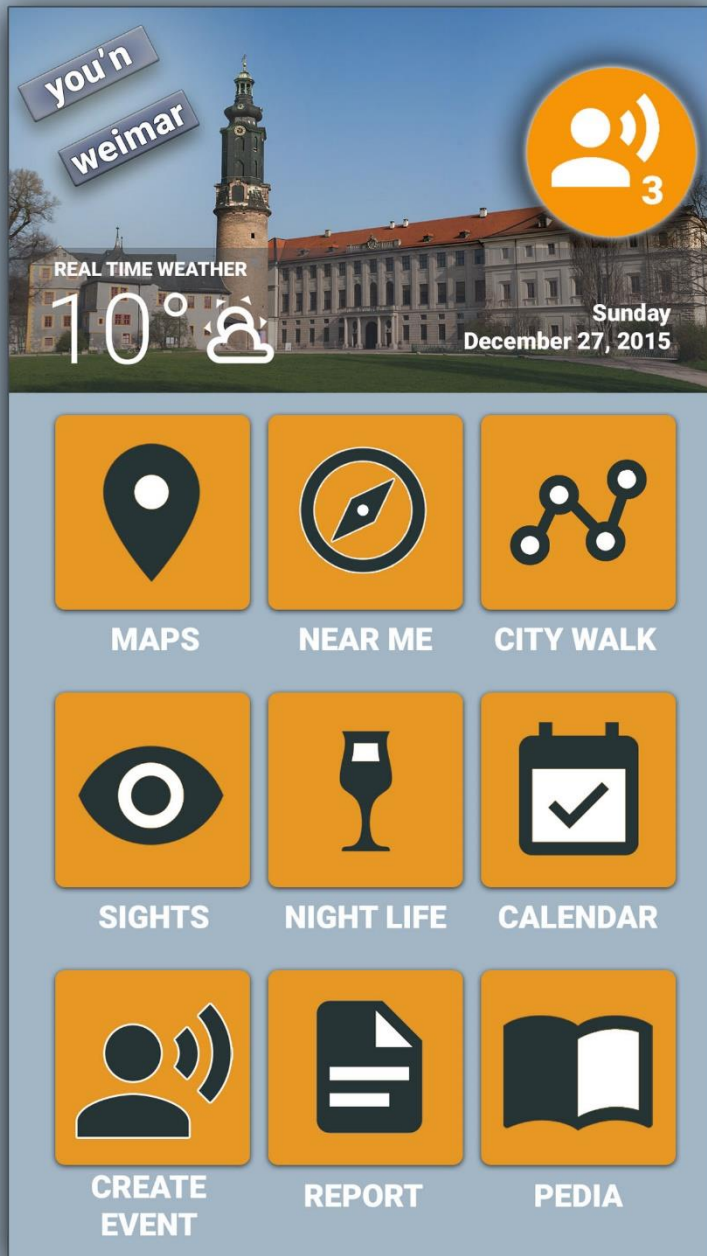 you'n
weimar
3
REAL TIME WEATHER
10°
Sunday
December 27, 2015
MAPS
NEAR ME
CITY WALK
SIGHTS
NIGHT LIFE
CALENDAR
CREATE
EVENT
REPORT
PEDIA